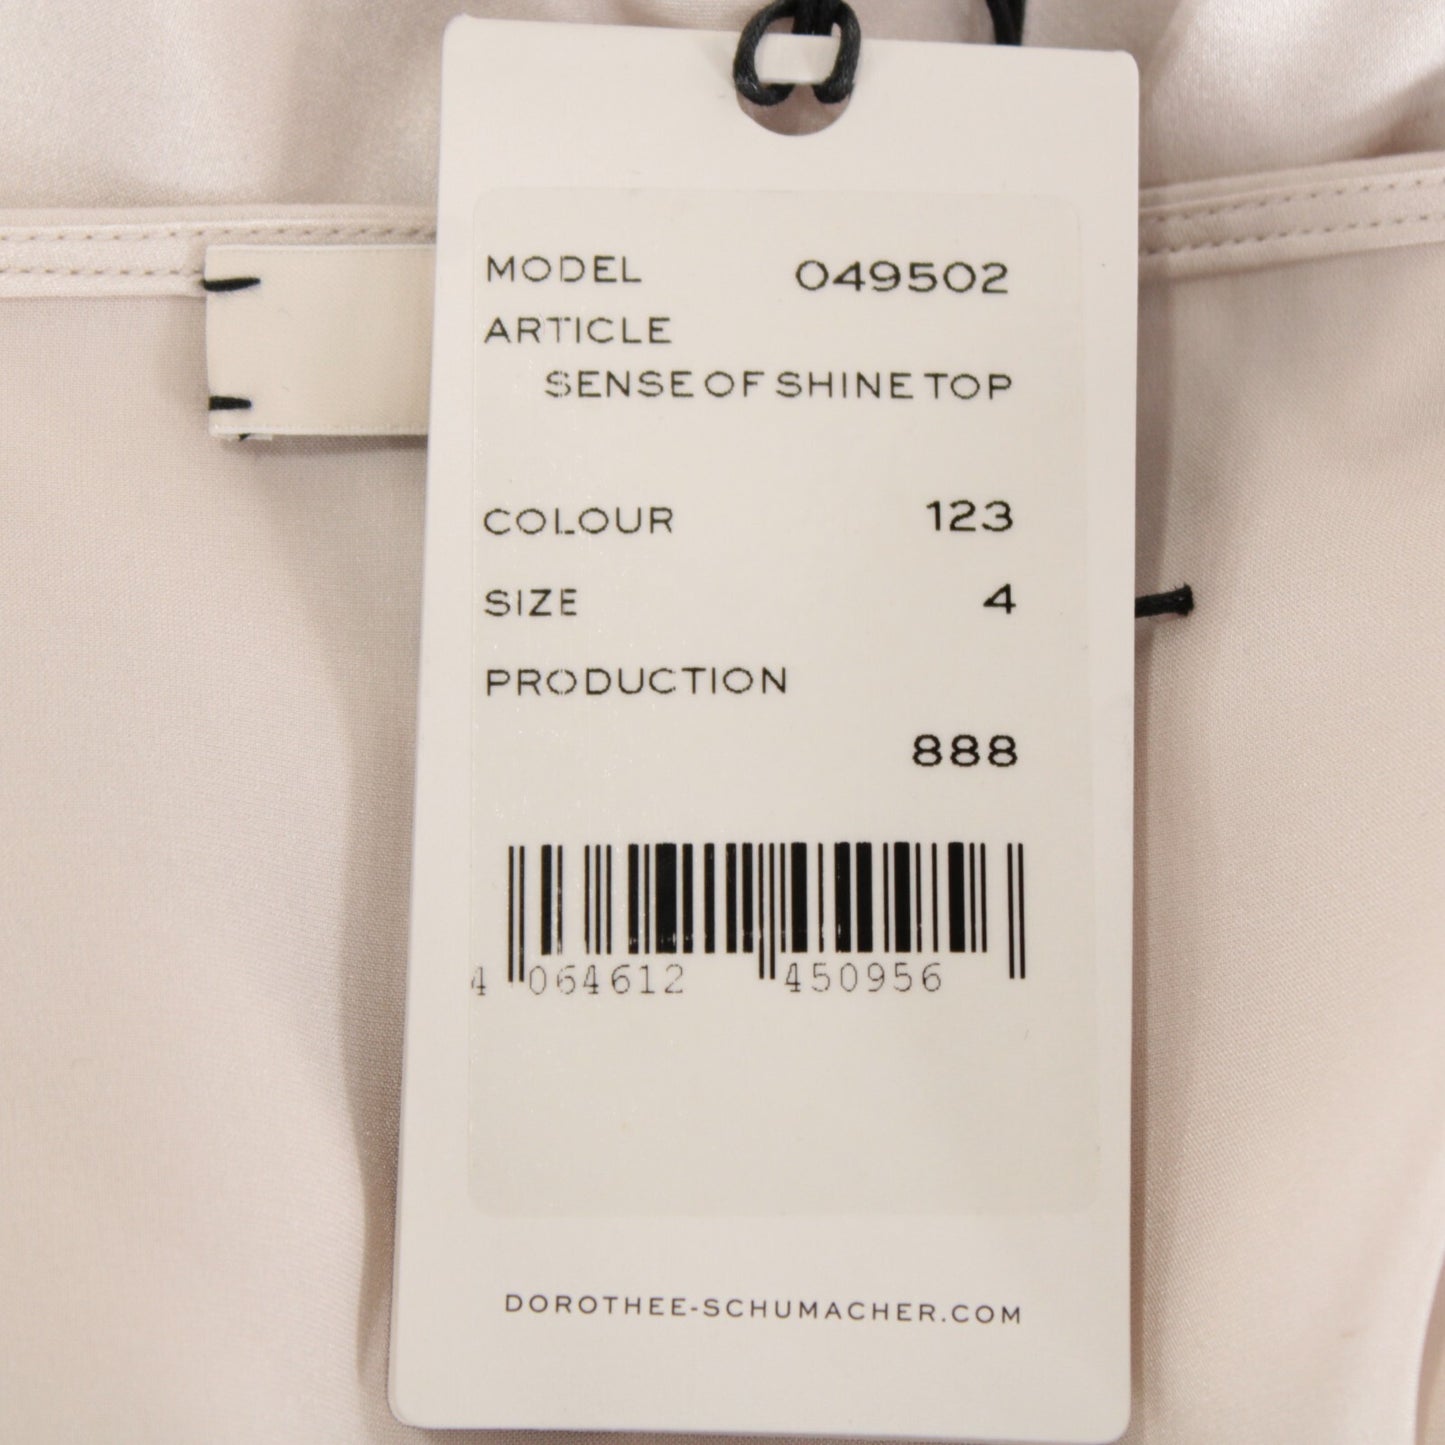 MODEL 049502
ARTICLE
SENSE OF SHINE TOP
COLOUR 123
SIZE 4
PRODUCTION
888
4 064612 450956
DOROTHEE-SCHUMACHER.COM